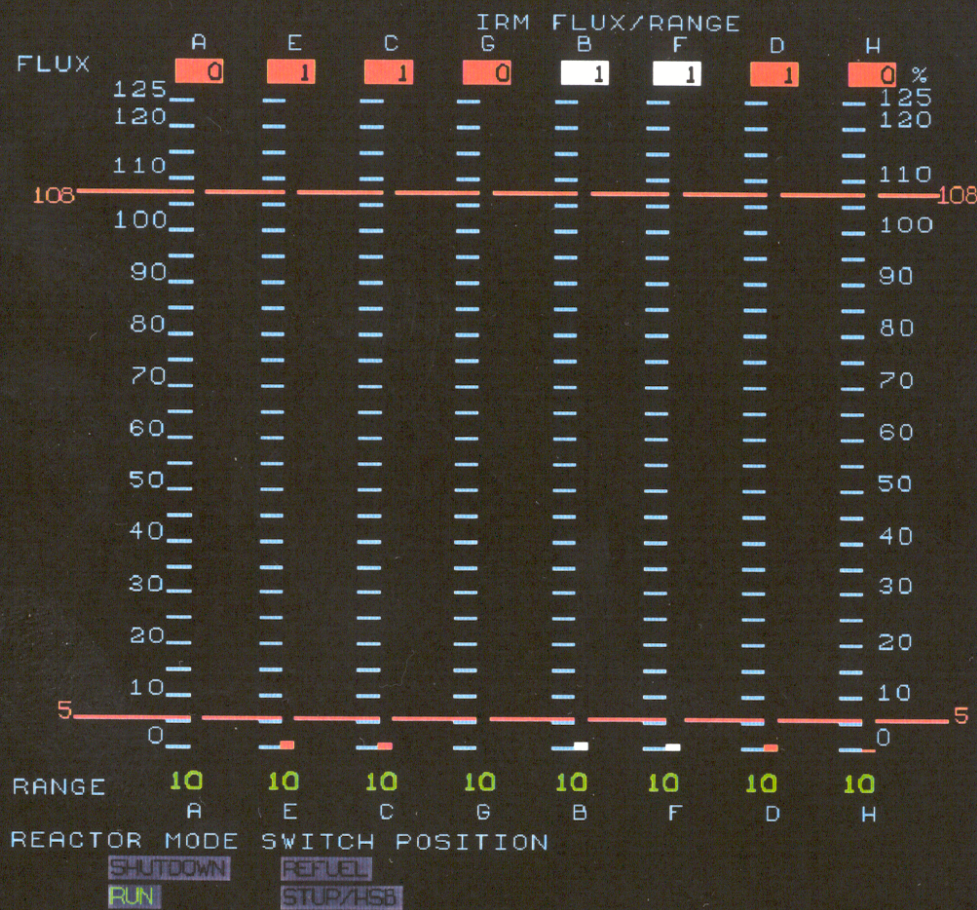 IRM FLUX/RANGE
A E C G B F D H
FLUX 0 1 1 0 1 1 1 0 %
125 125
120 120
110 110
108 108
100 100
90 90
80 80
70 70
60 60
50 50
40 40
30 30
20 20
10 10
5 5
0 0
RANGE 10 10 10 10 10 10 10 10
A E C G B F D H
REACTOR MODE SWITCH POSITION
SHUTDOWN REFUEL
RUN STUP/HSB